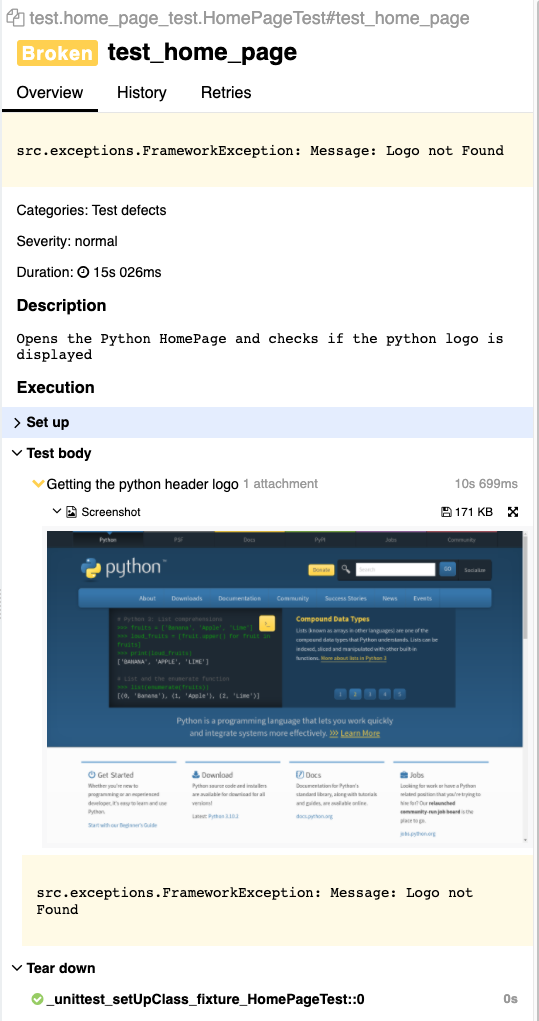 test.home_page_test.HomePageTest#test_home_page
Broken test_home_page
Overview History Retries
src.exceptions.FrameworkException: Message: Logo not Found
Categories: Test defects
Severity: normal
Duration: 15s 026ms
Description
Opens the Python HomePage and checks if the python logo is
displayed
Execution
Set up
Test body
Getting the python header logo 1 attachment 10s 699ms
Screenshot 171 KB
Python PSF Docs PyPI Jobs Community
python™ Donate Search GO Socialize
About Downloads Documentation Community Success Stories News Events
# Python 3: List comprehensions
>>> fruits = ['Banana', 'Apple', 'Lime']
>>> loud_fruits = [fruit.upper() for fruit in
fruits]
>>> print(loud_fruits)
['BANANA', 'APPLE', 'LIME']
# List and the enumerate function
>>> list(enumerate(fruits))
[(0, 'Banana'), (1, 'Apple'), (2, 'Lime')]
>_
Compound Data Types
Lists (known as arrays in other languages) are one of the
compound data types that Python understands. Lists can be
indexed, sliced and manipulated with other built-in
functions. More about lists in Python 3
1 2 3 4 5
Python is a programming language that lets you work quickly
and integrate systems more effectively. >>> Learn More
Get Started
Whether you're new to
programming or an experienced
developer, it's easy to learn and use
Python.
Start with our Beginner's Guide
Download
Python source code and installers
are available for download for all
versions!
Latest: Python 3.10.2
Docs
Documentation for Python's
standard library, along with tutorials
and guides, are available online.
docs.python.org
Jobs
Looking for work or have a Python
related position that you're trying to
hire for? Our relaunched
community-run job board is the
place to go.
jobs.python.org
src.exceptions.FrameworkException: Message: Logo not
Found
Tear down
_unittest_setUpClass_fixture_HomePageTest::0 0s